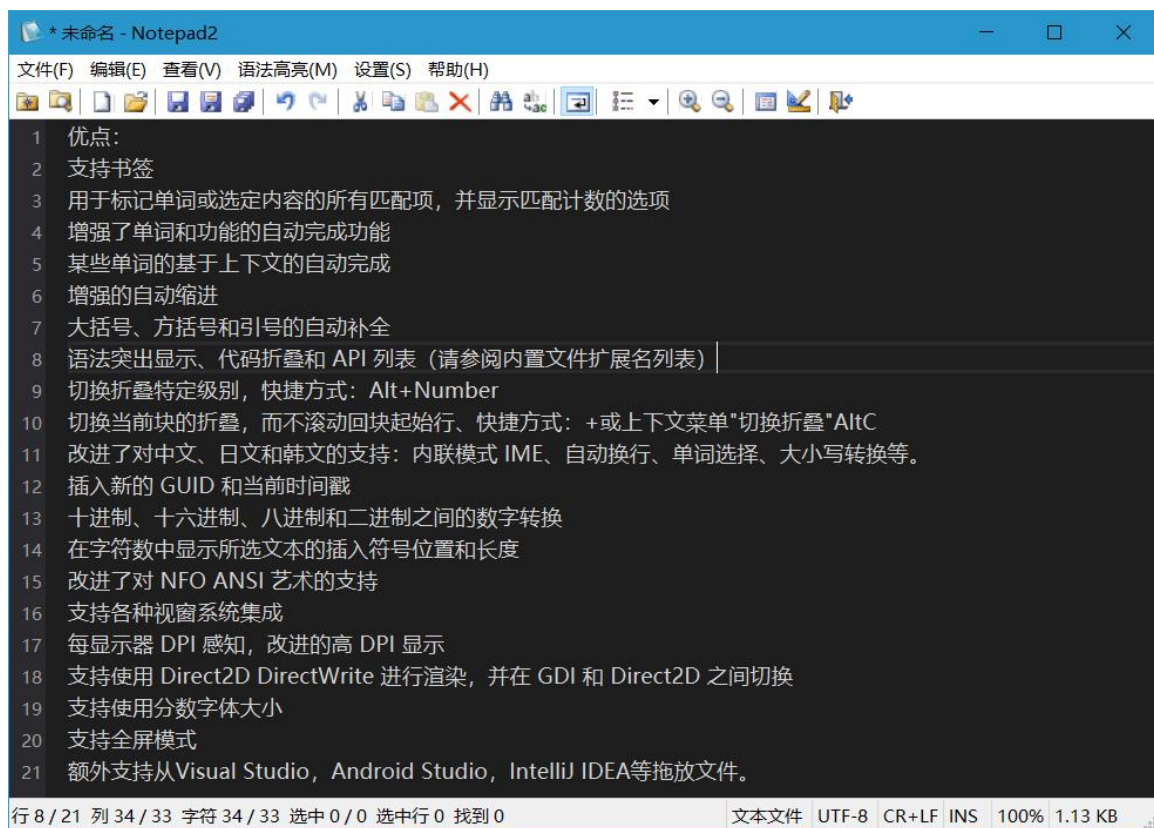 * 未命名 - Notepad2
文件(F) 编辑(E) 查看(V) 语法高亮(M) 设置(S) 帮助(H)
1 优点：
2 支持书签
3 用于标记单词或选定内容的所有匹配项，并显示匹配计数的选项
4 增强了单词和功能的自动完成功能
5 某些单词的基于上下文的自动完成
6 增强的自动缩进
7 大括号、方括号和引号的自动补全
8 语法突出显示、代码折叠和 API 列表（请参阅内置文件扩展名列表）
9 切换折叠特定级别，快捷方式：Alt+Number
10 切换当前块的折叠，而不滚动回块起始行、快捷方式：+或上下文菜单"切换折叠"AltC
11 改进了对中文、日文和韩文的支持：内联模式 IME、自动换行、单词选择、大小写转换等。
12 插入新的 GUID 和当前时间戳
13 十进制、十六进制、八进制和二进制之间的数字转换
14 在字符数中显示所选文本的插入符号位置和长度
15 改进了对 NFO ANSI 艺术的支持
16 支持各种视窗系统集成
17 每显示器 DPI 感知，改进的高 DPI 显示
18 支持使用 Direct2D DirectWrite 进行渲染，并在 GDI 和 Direct2D 之间切换
19 支持使用分数字体大小
20 支持全屏模式
21 额外支持从Visual Studio，Android Studio，IntelliJ IDEA等拖放文件。
行 8 / 21 列 34 / 33 字符 34 / 33 选中 0 / 0 选中行 0 找到 0 文本文件 UTF-8 CR+LF INS 100% 1.13 KB